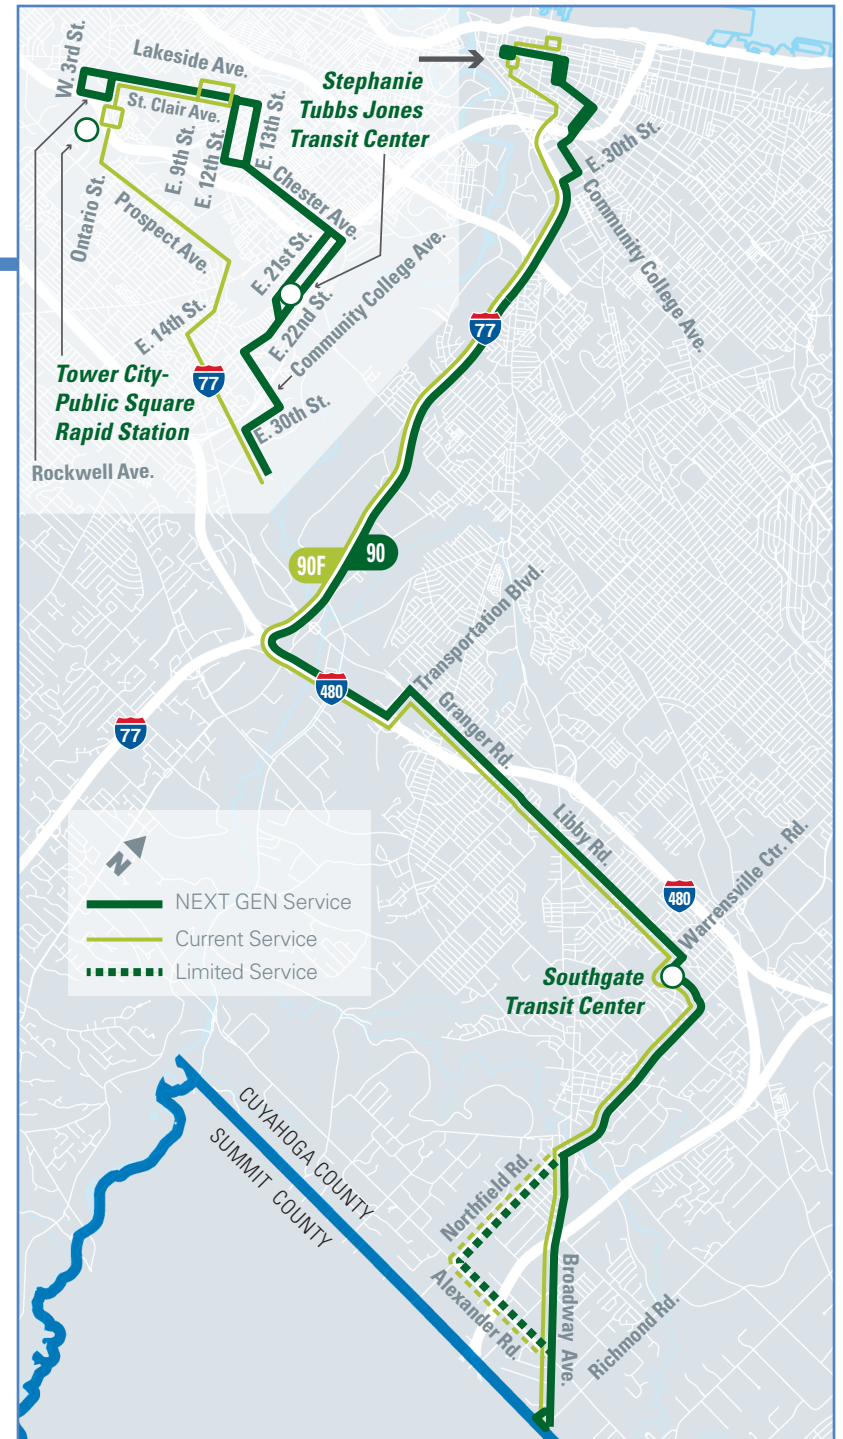 W. 3rd St.
Lakeside Ave.
St. Clair Ave.
E. 9th St.
E. 12th St.
E. 13th St.
Stephanie
Tubbs Jones
Transit Center
Ontario St.
Prospect Ave.
Chester Ave.
E. 21st St.
E. 22nd St.
Community College Ave.
E. 14th St.
E. 30th St.
77
Tower City-
Public Square
Rapid Station
Rockwell Ave.
E. 30th St.
Community College Ave.
77
90F
90
Transportation Blvd.
480
Granger Rd.
77
Libby Rd.
480
Warrensville Ctr. Rd.
N
NEXT GEN Service
Current Service
Limited Service
Southgate
Transit Center
CUYAHOGA COUNTY
SUMMIT COUNTY
Northfield Rd.
Alexander Rd.
Broadway Ave.
Richmond Rd.